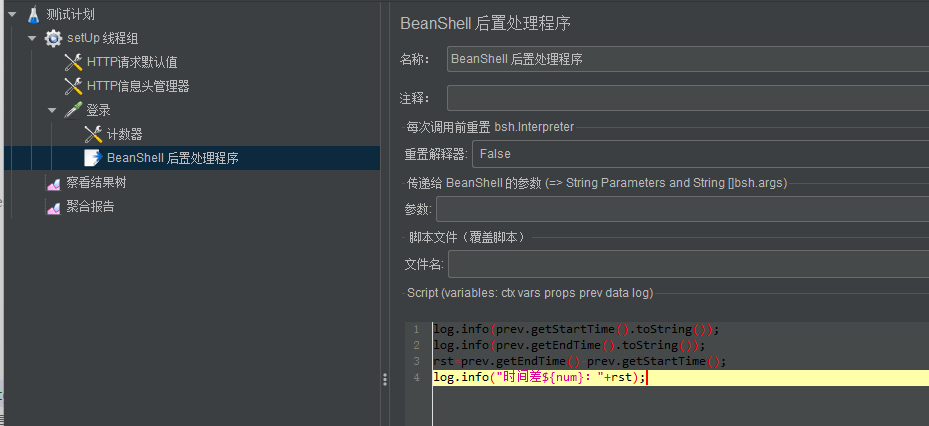 测试计划
setUp 线程组
HTTP请求默认值
HTTP信息头管理器
登录
计数器
BeanShell 后置处理程序
察看结果树
聚合报告
BeanShell 后置处理程序
名称: BeanShell 后置处理程序
注释:
每次调用前重置 bsh.Interpreter
重置解释器: False
传递给 BeanShell 的参数 (=> String Parameters and String []bsh.args)
参数:
脚本文件（覆盖脚本）
文件名:
Script (variables: ctx vars props prev data log)
1 log.info(prev.getStartTime().toString());
2 log.info(prev.getEndTime().toString());
3 rst=prev.getEndTime()-prev.getStartTime();
4 log.info("时间差${num}: "+rst);